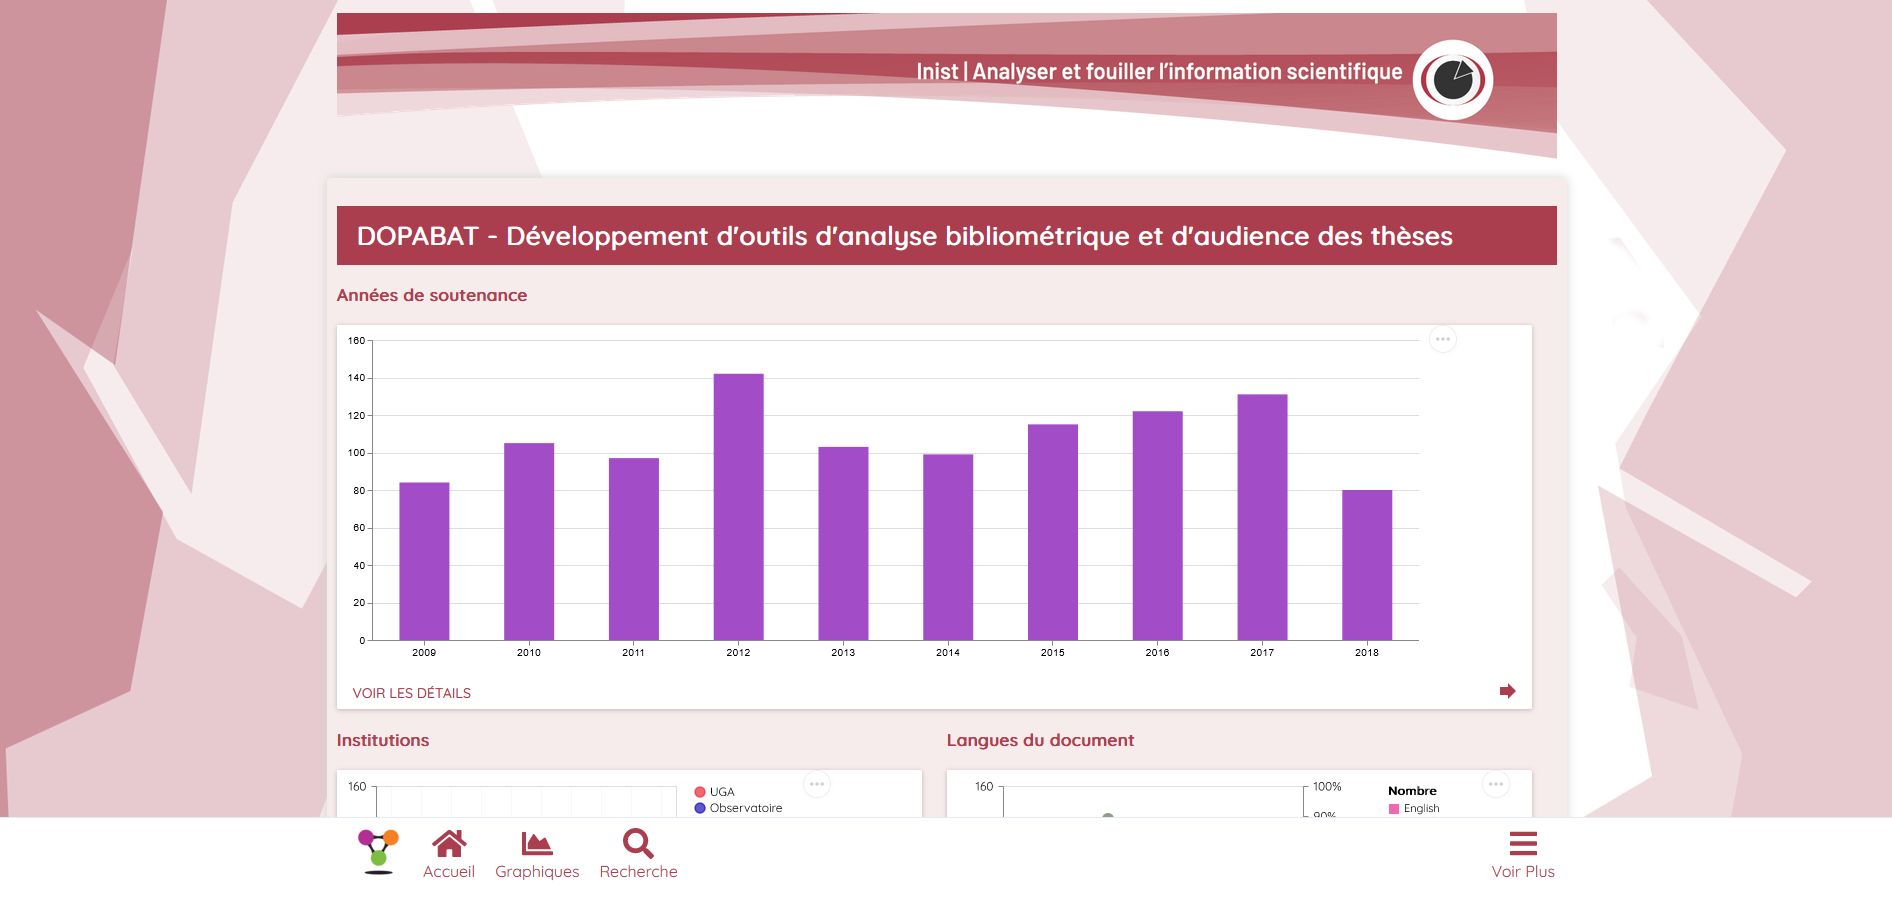 Inist | Analyser et fouiller l'information scientifique
DOPABAT - Développement d'outils d'analyse bibliométrique et d'audience des thèses
Années de soutenance
160
140
120
100
80
60
40
20
0
2009 2010 2011 2012 2013 2014 2015 2016 2017 2018
VOIR LES DÉTAILS
Institutions
Langues du document
160
UGA
Observatoire
160
100%
90%
Nombre
English
Accueil
Graphiques
Recherche
Voir Plus